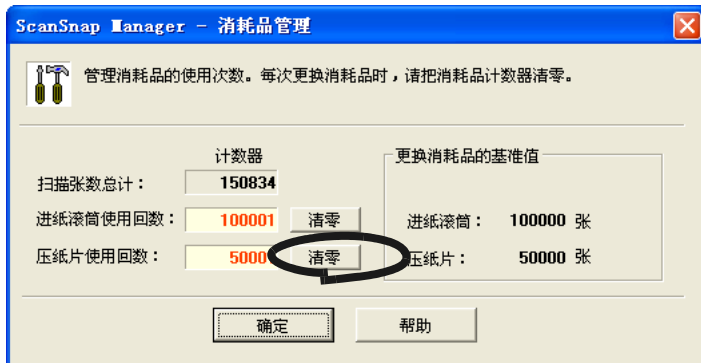 ScanSnap Manager - 消耗品管理
管理消耗品的使用次数。每次更换消耗品时，请把消耗品计数器清零。
计数器
更换消耗品的基准值
扫描张数总计： 150834
进纸滚筒使用回数： 100001 清零
进纸滚筒： 100000 张
压纸片使用回数： 5000 清零
压纸片： 50000 张
确定 帮助